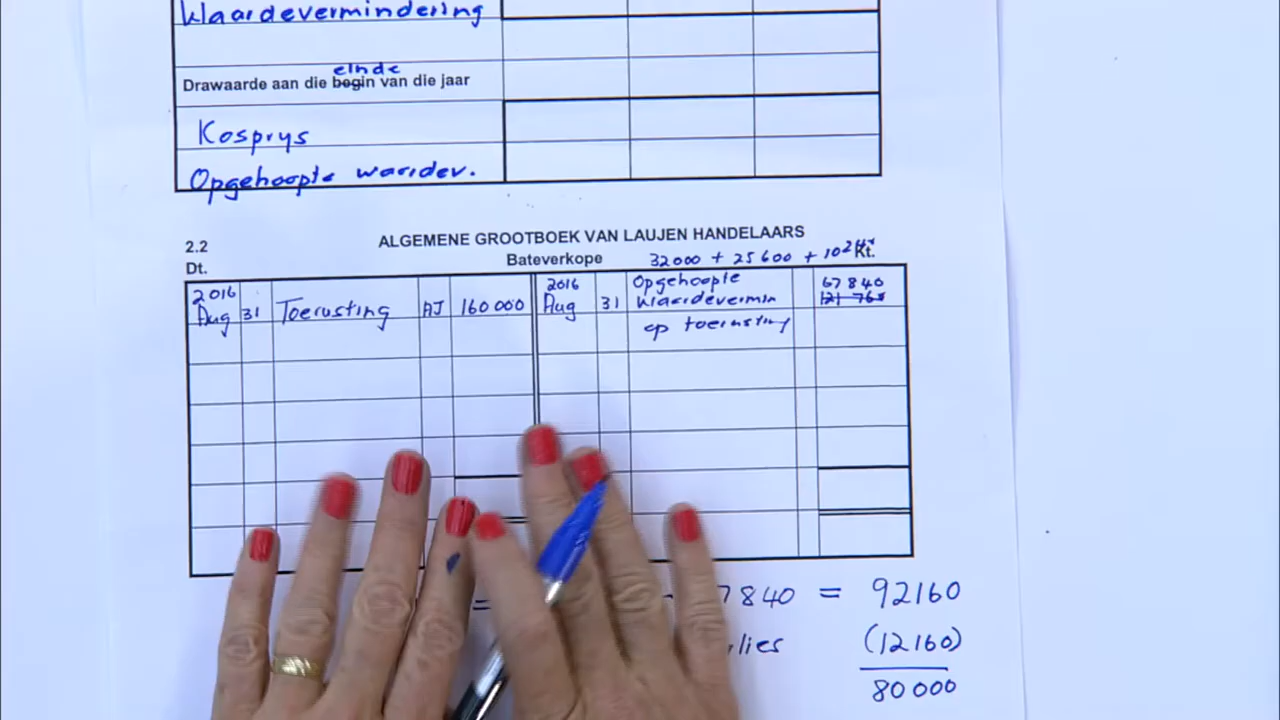 Waardevermindering
einde
Drawaarde aan die begin van die jaar
Kosprys
Opgehoopte waardev.
2.2 ALGEMENE GROOTBOEK VAN LAUJEN HANDELAARS
Dt. Bateverkope 32000 + 25600 + Kt.
2016 Aug 31 Toerusting AJ 160 000 2016 Aug 31 Opgehoopte waardevermin op toerusting 67 840
= 7840 = 92160
lies (12160)
80 000